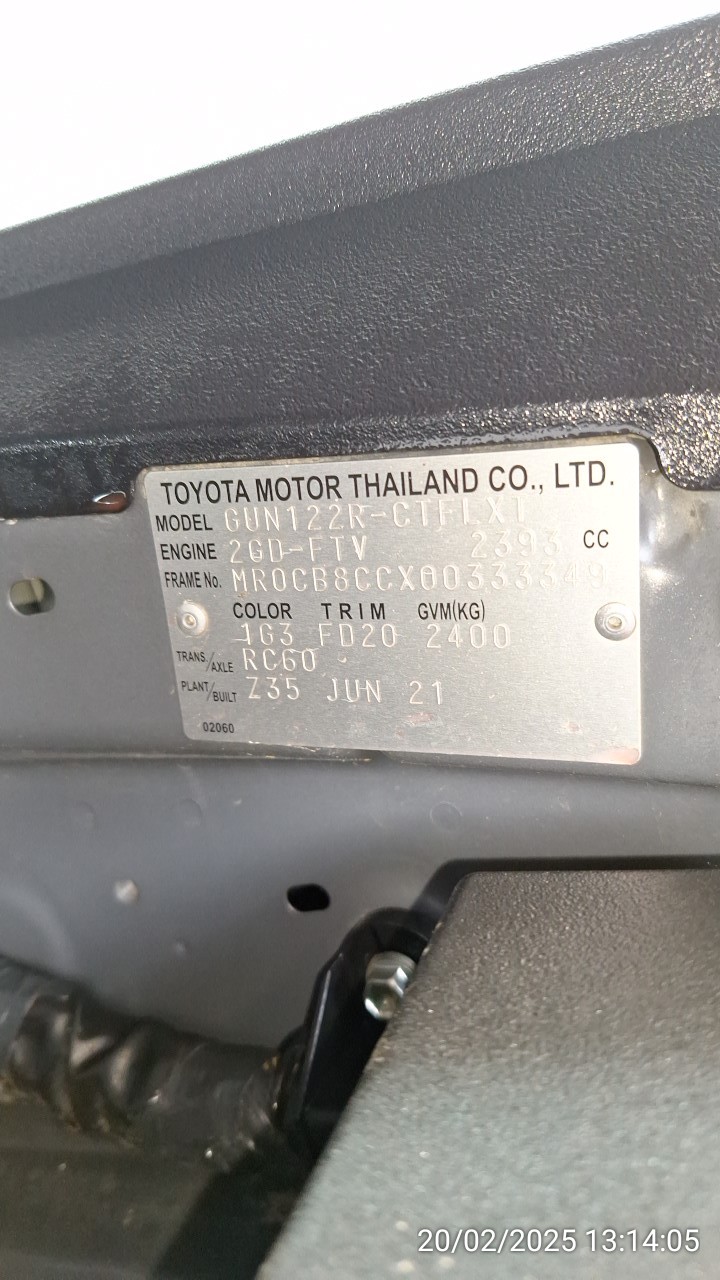 TOYOTA MOTOR THAILAND CO., LTD.
MODEL GUN122R-CTFLXT
ENGINE 2GD-FTV 2393 CC
FRAME No. MR0CB8CCX00333349
COLOR TRIM GVM(KG)
1G3 FD20 2400
TRANS/AXLE RC60
PLANT/BUILT Z35 JUN 21
02060
20/02/2025 13:14:05